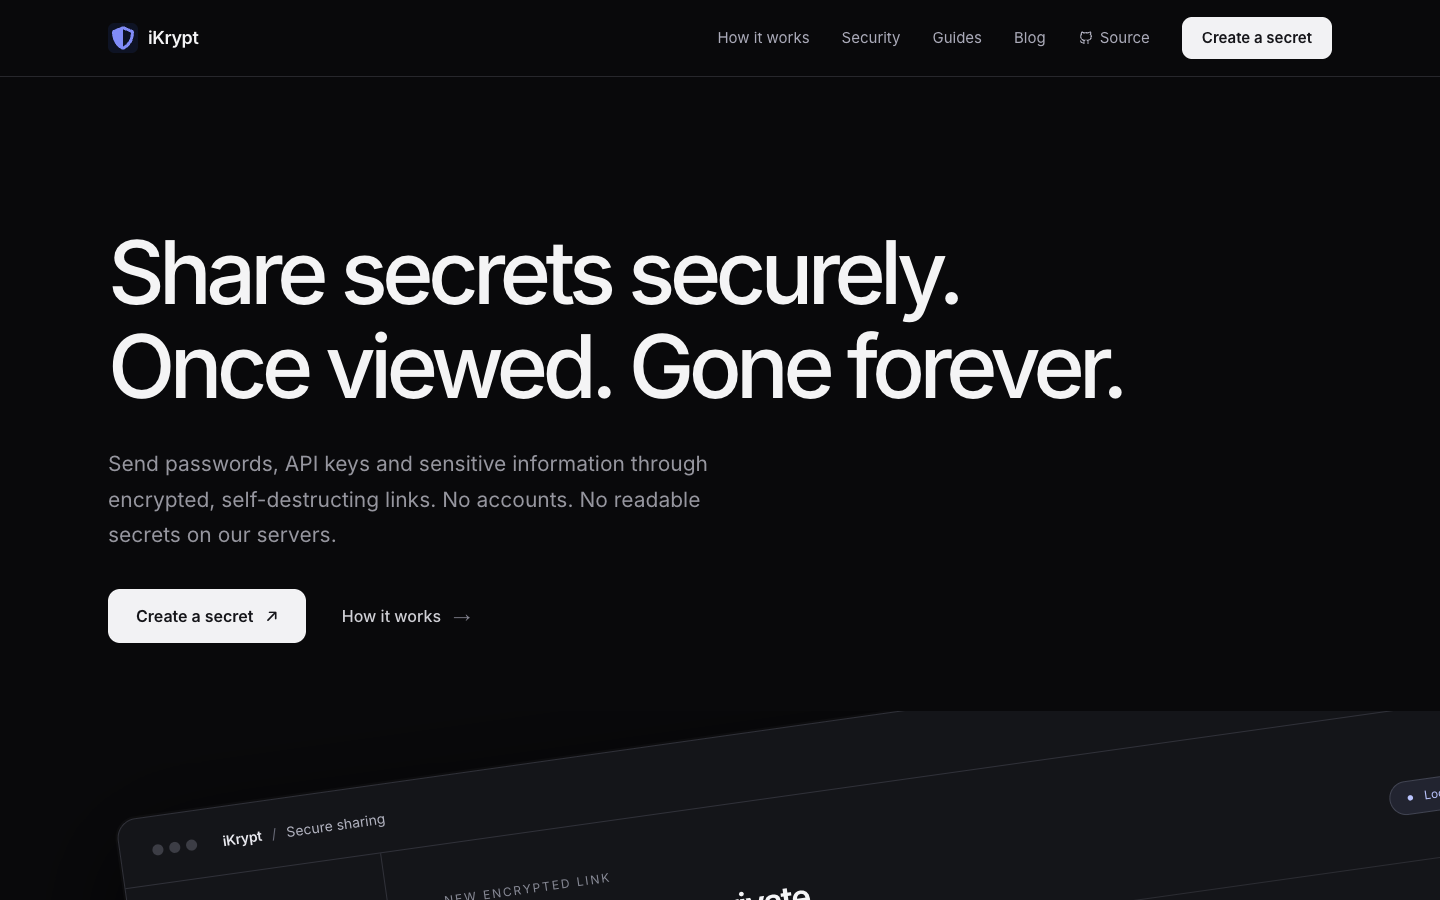 iKrypt
How it works
Security
Guides
Blog
Source
Create a secret
Share secrets securely.
Once viewed. Gone forever.
Send passwords, API keys and sensitive information through
encrypted, self-destructing links. No accounts. No readable
secrets on our servers.
Create a secret ↗
How it works →
iKrypt / Secure sharing
NEW ENCRYPTED LINK